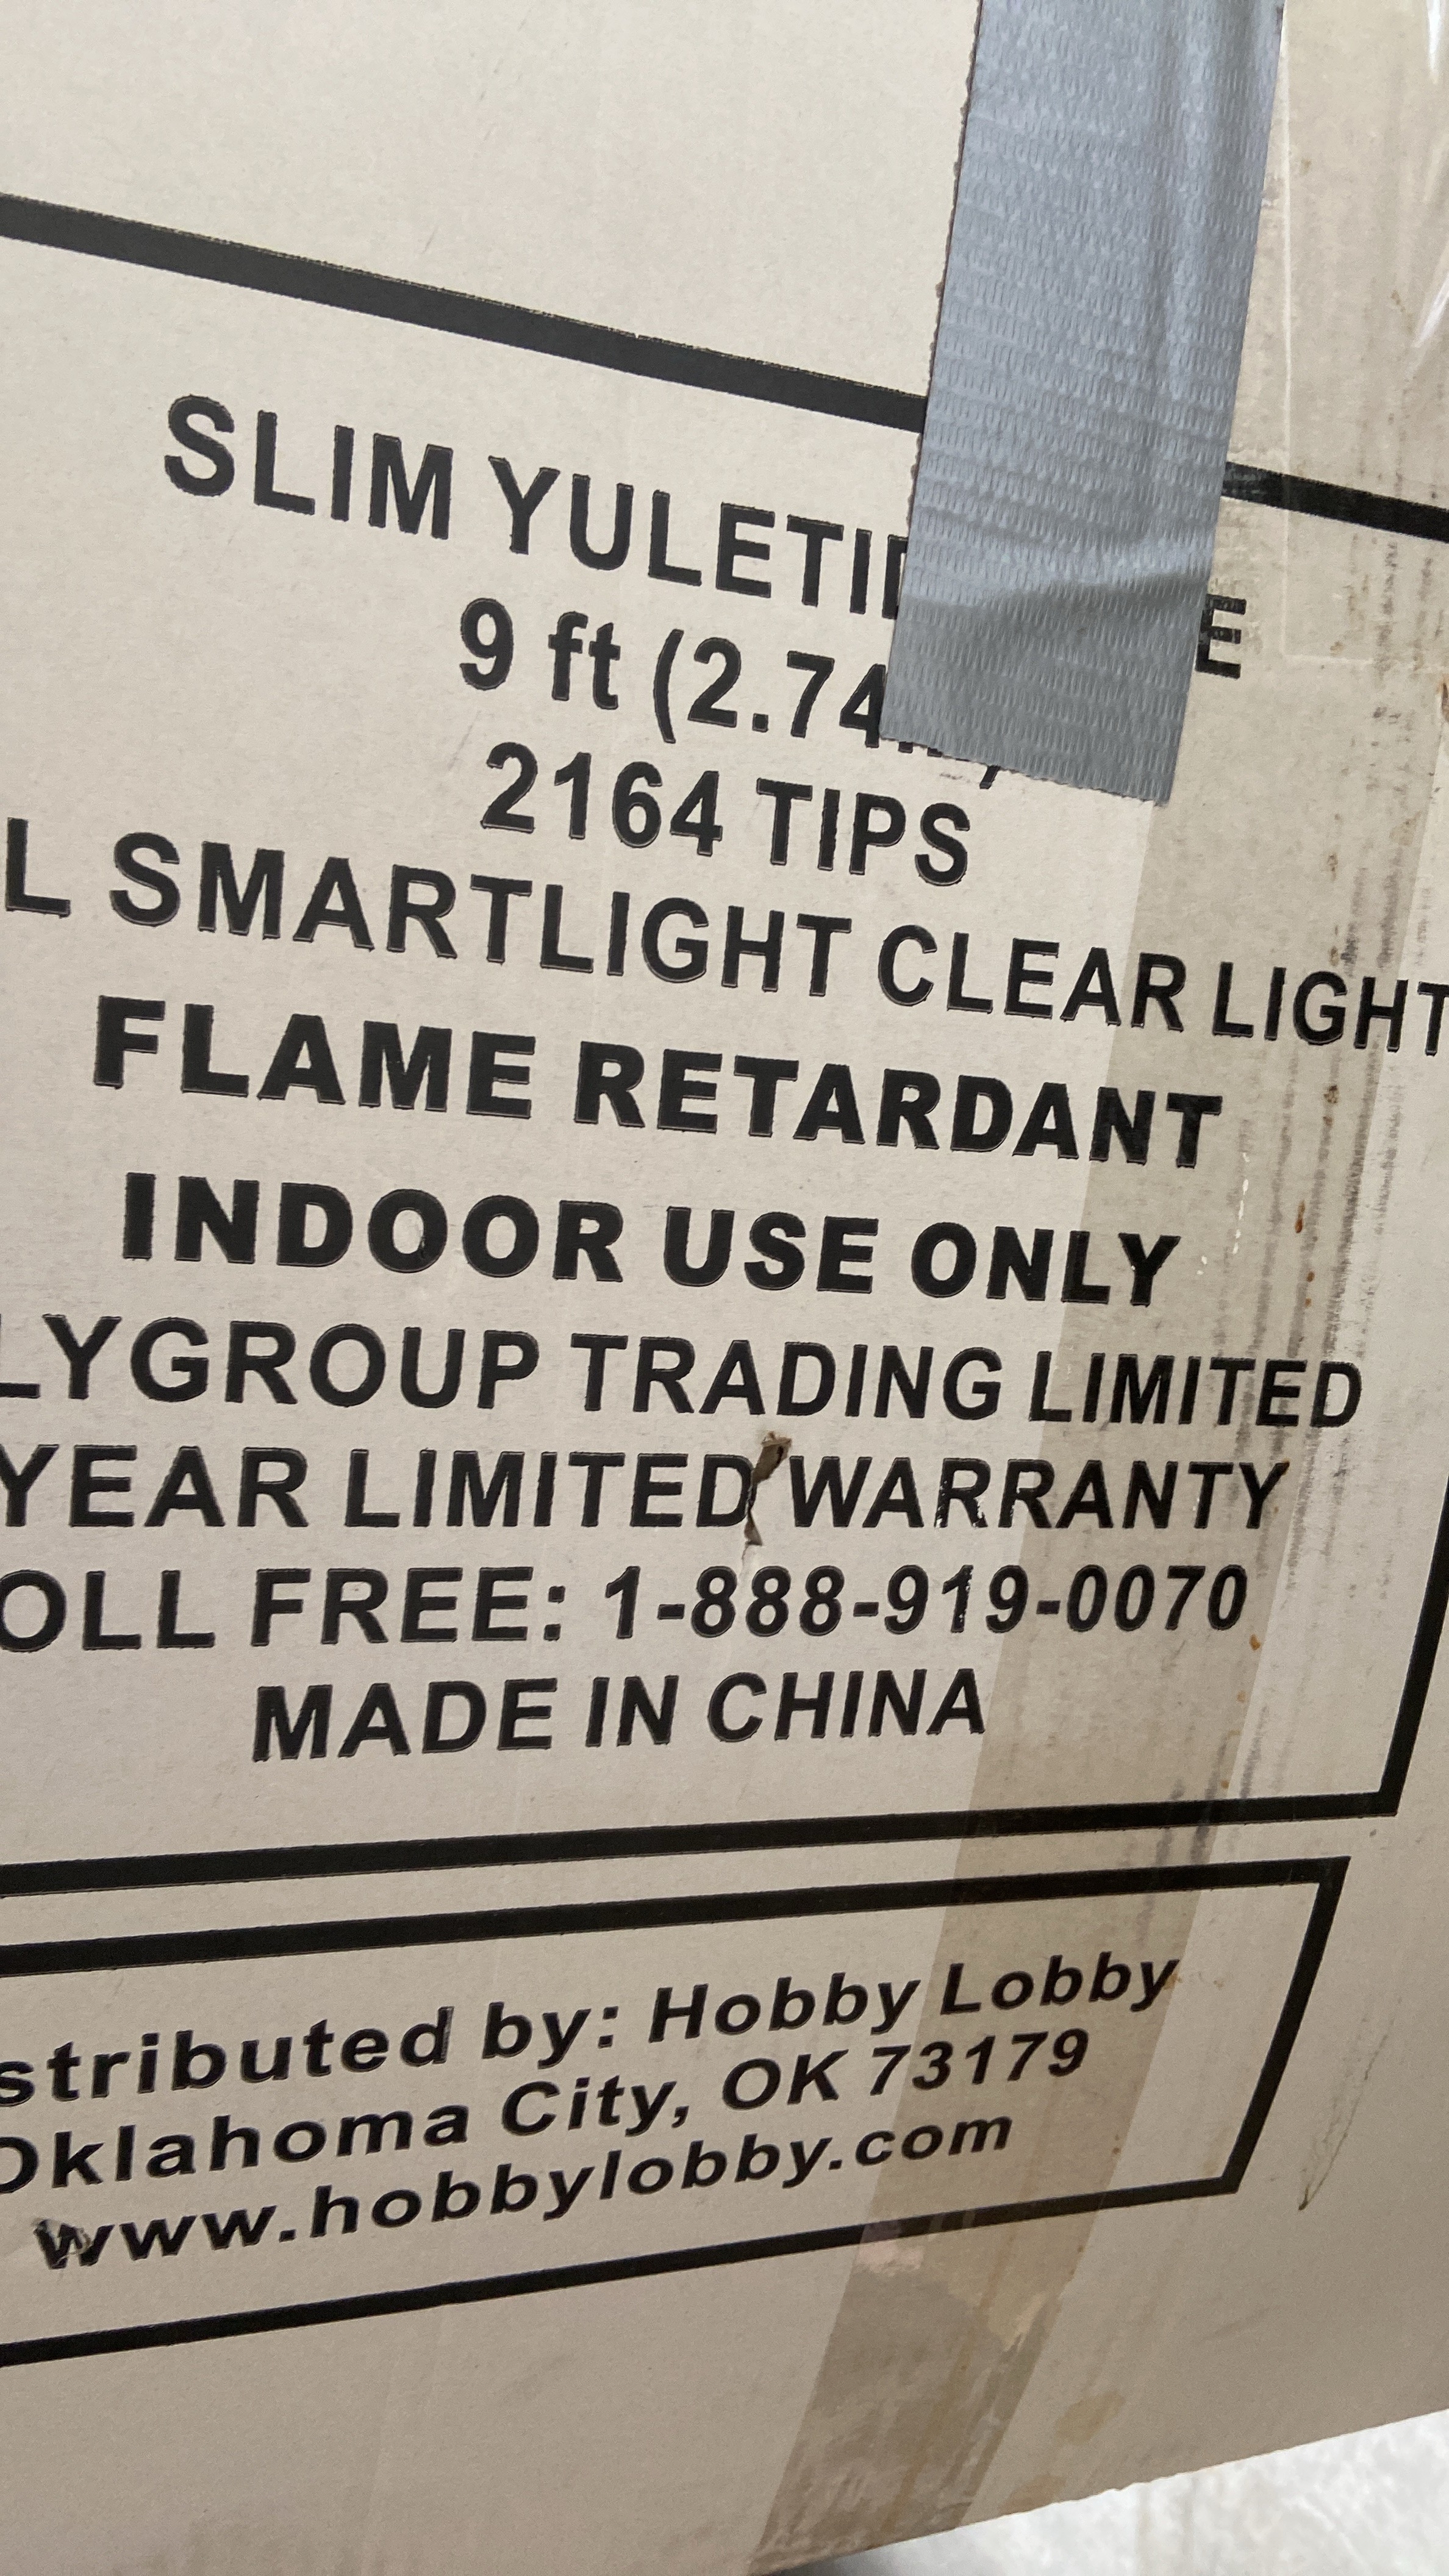 SLIM YULETI
9 ft (2.74
2164 TIPS
L SMARTLIGHT CLEAR LIGHT
FLAME RETARDANT
INDOOR USE ONLY
LYGROUP TRADING LIMITED
YEAR LIMITED WARRANTY
OLL FREE: 1-888-919-0070
MADE IN CHINA
stributed by: Hobby Lobby
Oklahoma City, OK 73179
www.hobbylobby.com